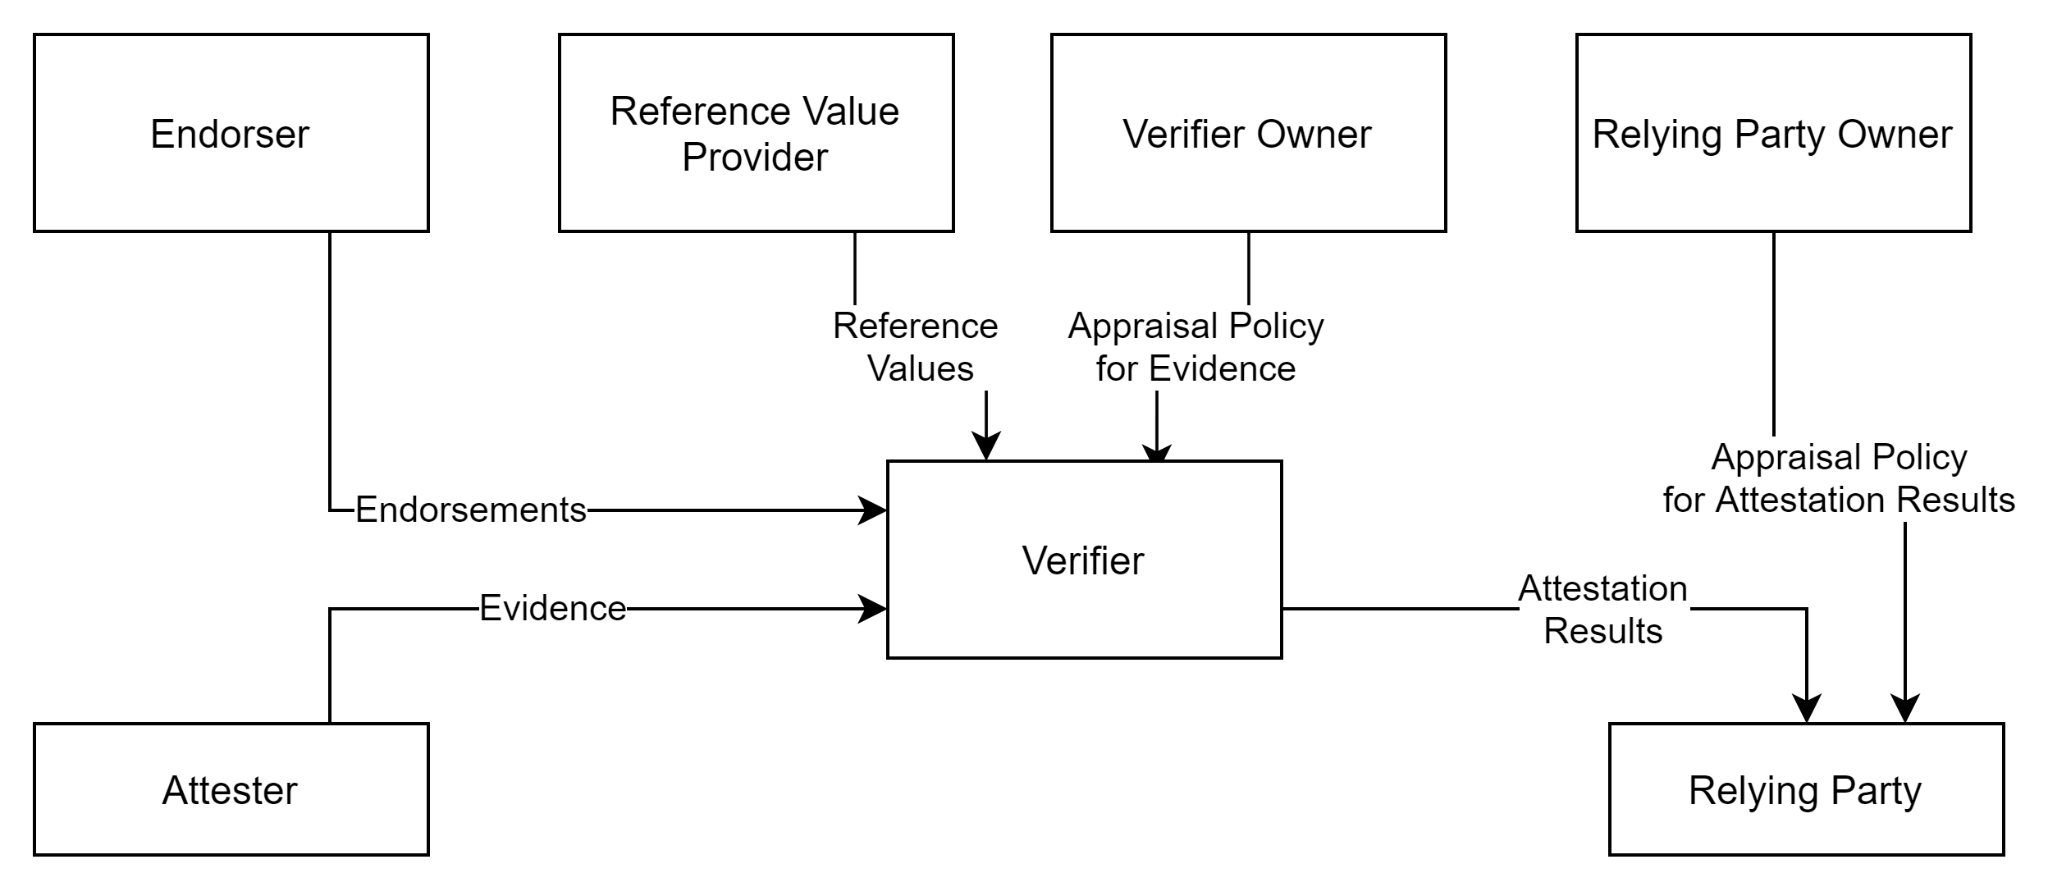 Endorser
Reference Value
Provider
Verifier Owner
Relying Party Owner
Reference
Values
Appraisal Policy
for Evidence
Appraisal Policy
for Attestation Results
Endorsements
Verifier
Evidence
Attestation
Results
Attester
Relying Party